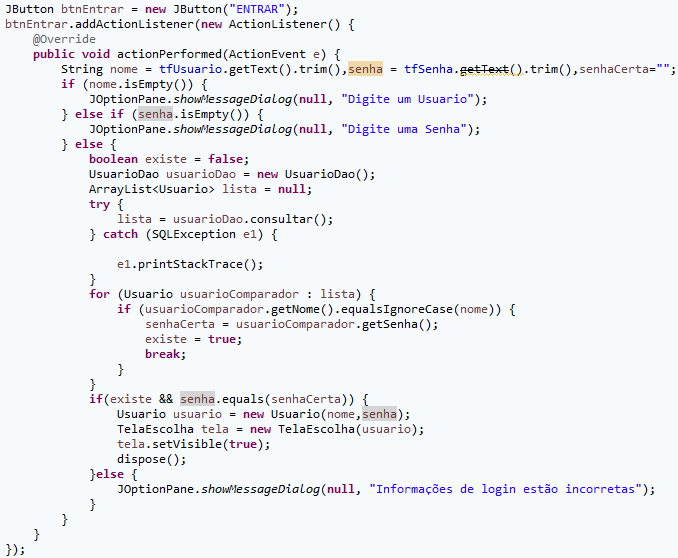 JButton btnEntrar = new JButton("ENTRAR");
btnEntrar.addActionListener(new ActionListener() {
    @Override
    public void actionPerformed(ActionEvent e) {
        String nome = tfUsuario.getText().trim(),senha = tfSenha.getText().trim(),senhaCerta="";
        if (nome.isEmpty()) {
            JOptionPane.showMessageDialog(null, "Digite um Usuario");
        } else if (senha.isEmpty()) {
            JOptionPane.showMessageDialog(null, "Digite uma Senha");
        } else {
            boolean existe = false;
            UsuarioDao usuarioDao = new UsuarioDao();
            ArrayList<Usuario> lista = null;
            try {
                lista = usuarioDao.consultar();
            } catch (SQLException e1) {
                e1.printStackTrace();
            }
            for (Usuario usuarioComparador : lista) {
                if (usuarioComparador.getNome().equalsIgnoreCase(nome)) {
                    senhaCerta = usuarioComparador.getSenha();
                    existe = true;
                    break;
                }
            }
            if(existe && senha.equals(senhaCerta)) {
                Usuario usuario = new Usuario(nome,senha);
                TelaEscolha tela = new TelaEscolha(usuario);
                tela.setVisible(true);
                dispose();
            }else {
                JOptionPane.showMessageDialog(null, "Informações de login estão incorretas");
            }
        }
    }
});